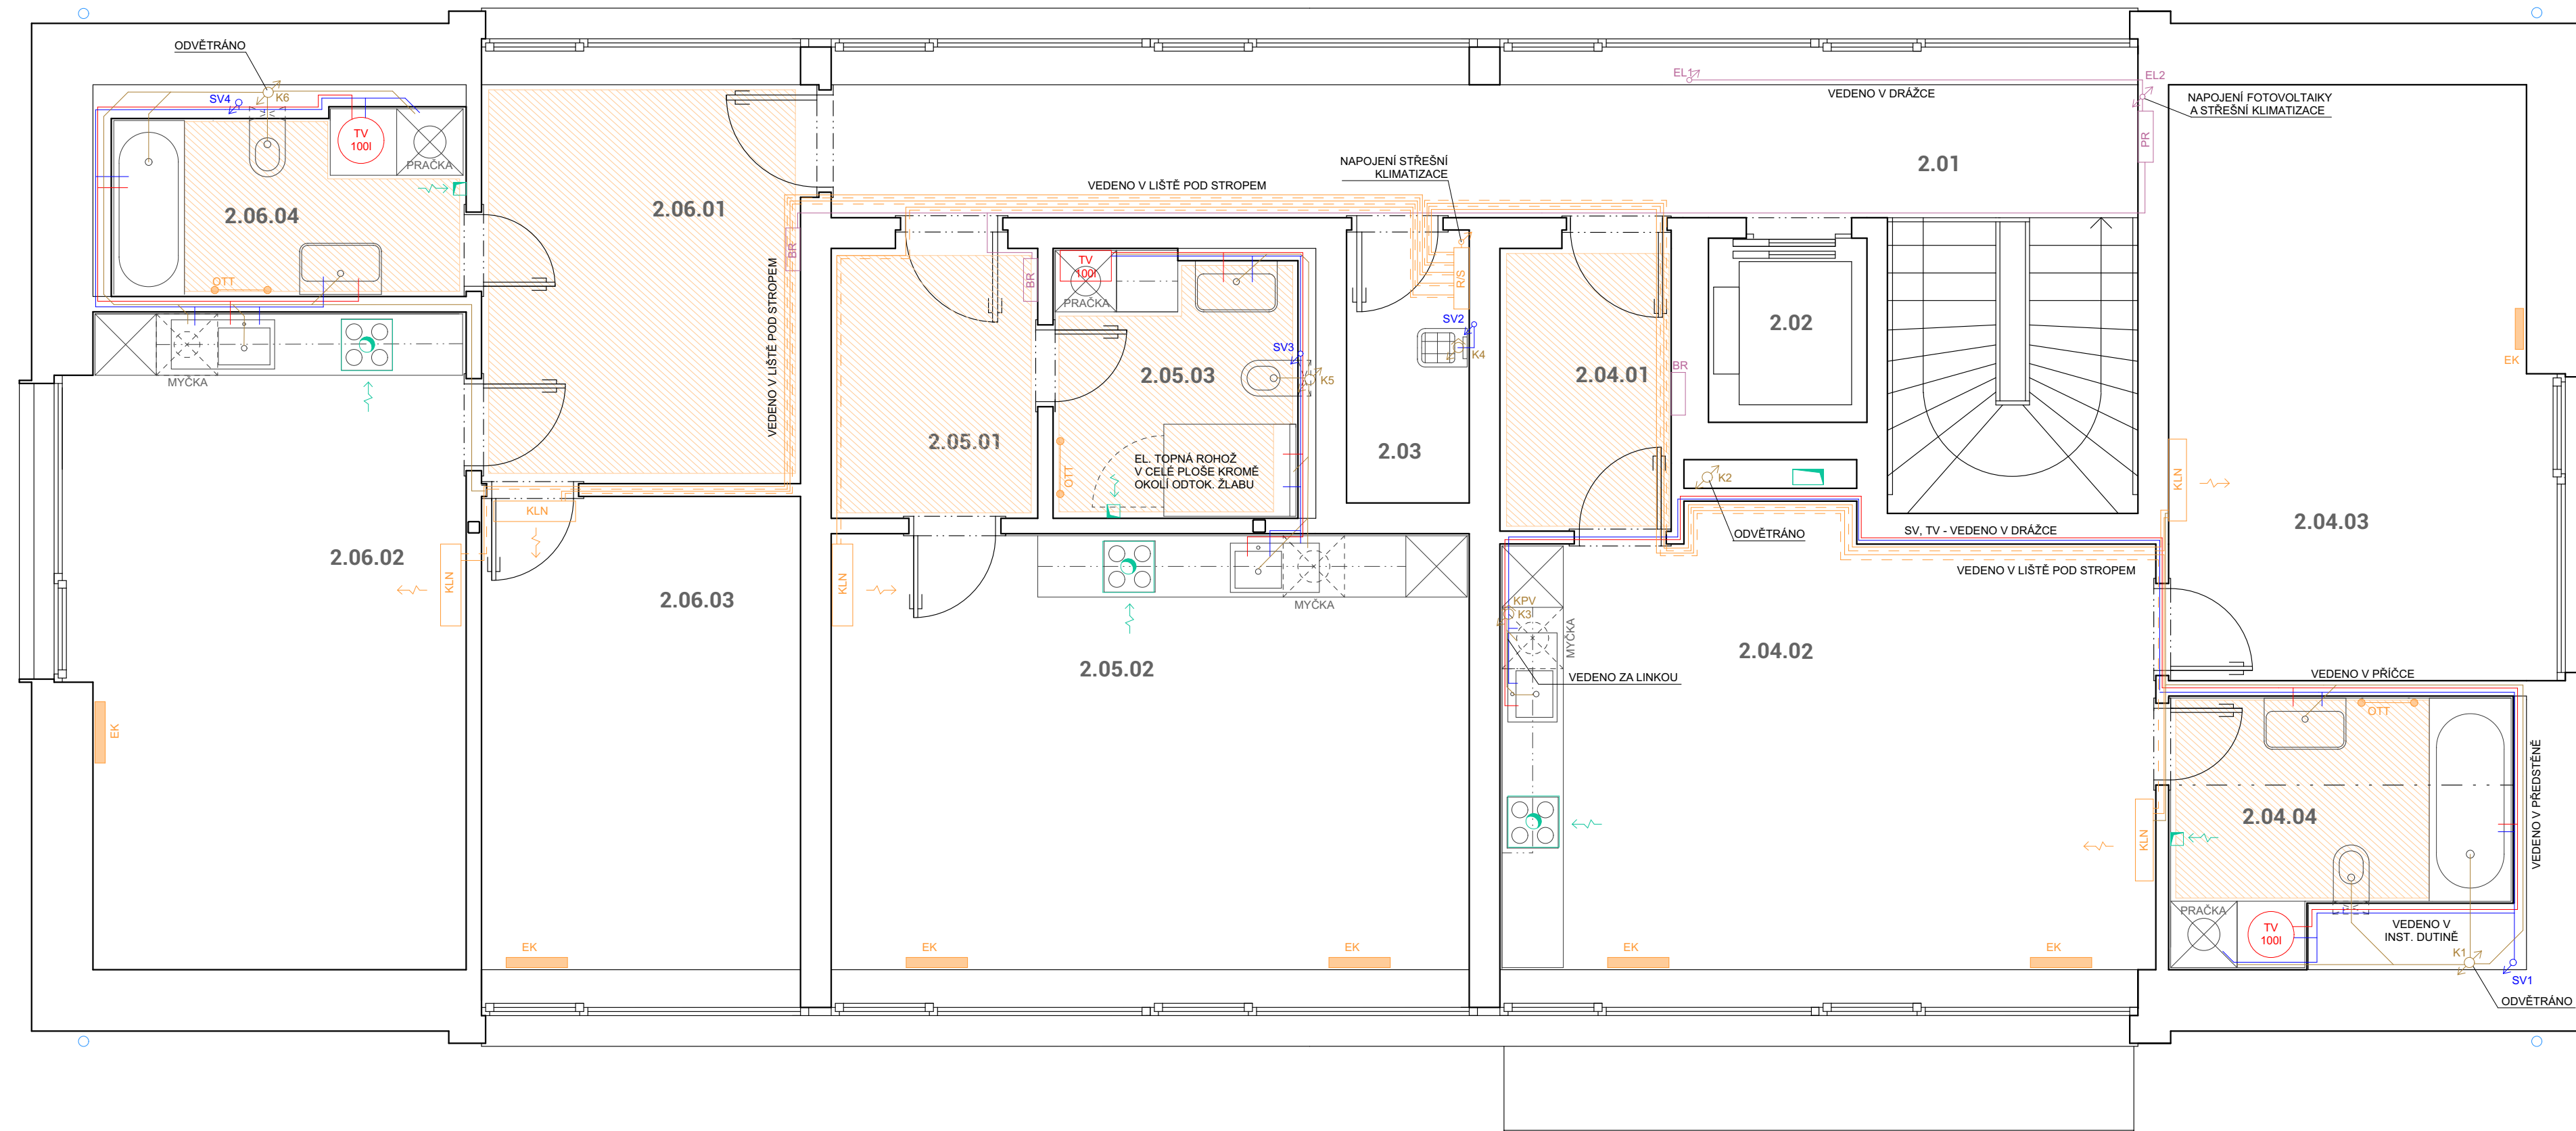 ODVĚTRÁNO
SV4
K6
TV
100l
PRAČKA
2.06.04
OTT
MYČKA
2.06.01
VEDENO V LIŠTĚ POD STROPEM
BR
KLN
KLN
2.06.02
2.06.03
EK
EK
VEDENO V LIŠTĚ POD STROPEM
BR
TV
100l
PRAČKA
2.05.01
2.05.03
SV3
K5
OTT
EL. TOPNÁ ROHOŽ
V CELÉ PLOŠE KROMĚ
OKOLÍ ODTOK. ŽLABU
KLN
MYČKA
2.05.02
EK
EK
NAPOJENÍ STŘEŠNÍ
KLIMATIZACE
R/S
SV2
K4
2.03
EL1
EL2
VEDENO V DRÁŽCE
NAPOJENÍ FOTOVOLTAIKY
A STŘEŠNÍ KLIMATIZACE
PR
2.01
2.02
2.04.01
BR
K2
ODVĚTRÁNO
SV, TV - VEDENO V DRÁŽCE
VEDENO V LIŠTĚ POD STROPEM
KPV
K3
MYČKA
VEDENO ZA LINKOU
2.04.02
KLN
EK
EK
EK
KLN
2.04.03
VEDENO V PŘÍČCE
OTT
VEDENO V PŘEDSTĚNĚ
2.04.04
PRAČKA
TV
100l
VEDENO V
INST. DUTINĚ
K1
SV1
ODVĚTRÁNO